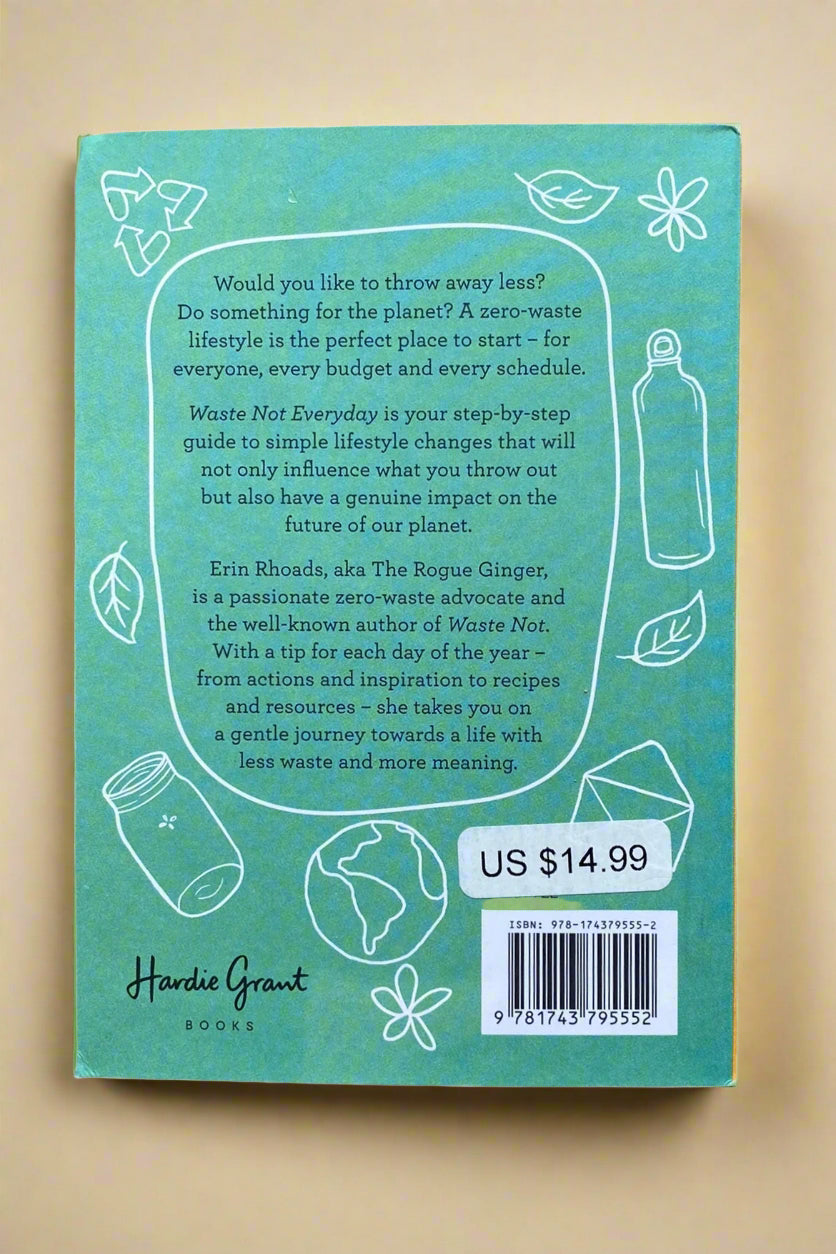 Would you like to throw away less?
Do something for the planet? A zero-waste
lifestyle is the perfect place to start – for
everyone, every budget and every schedule.
Waste Not Everyday is your step-by-step
guide to simple lifestyle changes that will
not only influence what you throw out
but also have a genuine impact on the
future of our planet.
Erin Rhoads, aka The Rogue Ginger,
is a passionate zero-waste advocate and
the well-known author of Waste Not.
With a tip for each day of the year –
from actions and inspiration to recipes
and resources – she takes you on
a gentle journey towards a life with
less waste and more meaning.
US $14.99
ISBN: 978-174379555-2
9 781743 795552
Hardie Grant
BOOKS